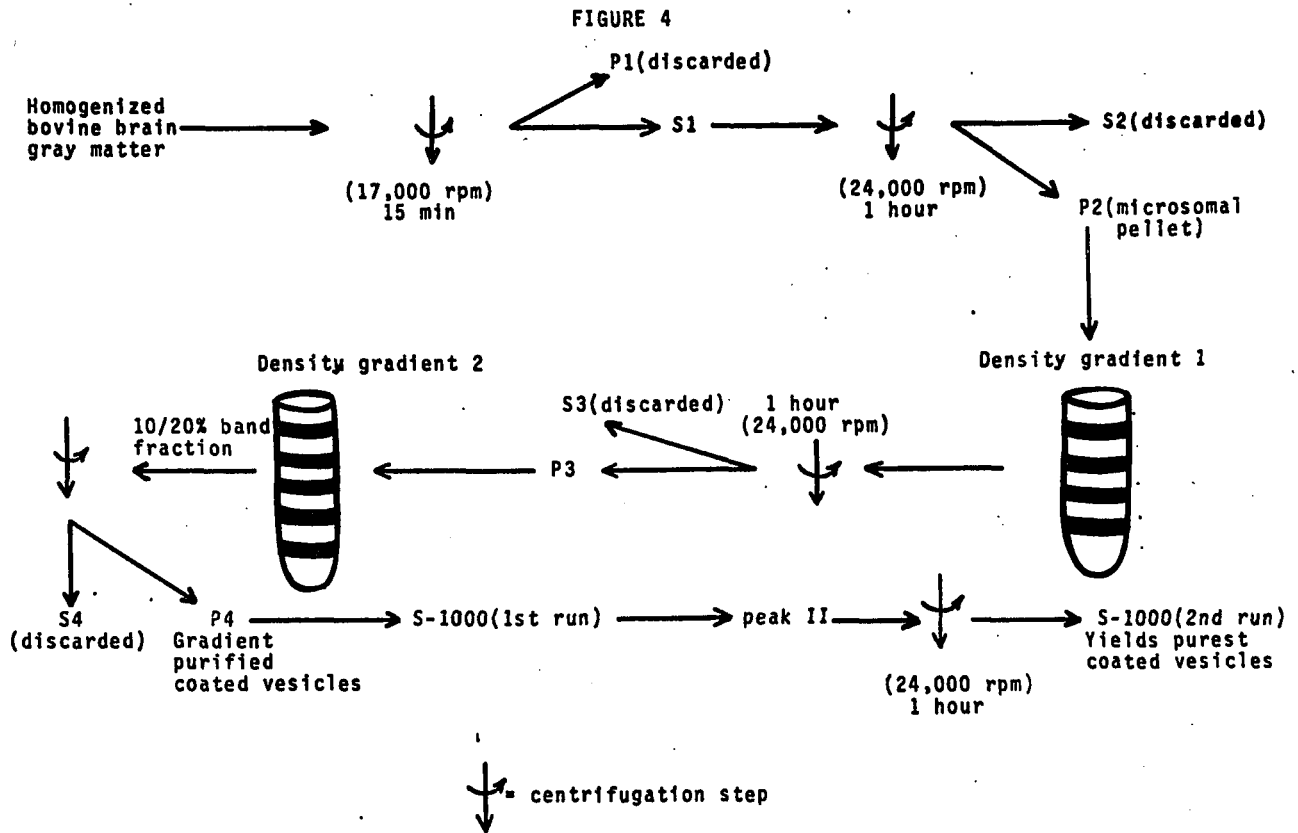 FIGURE 4
P1(discarded)
Homogenized
bovine brain
gray matter
S1
S2(discarded)
(17,000 rpm)
15 min
(24,000 rpm)
1 hour
P2(microsomal
pellet)
Density gradient 2
Density gradient 1
S3(discarded)
1 hour
(24,000 rpm)
10/20% band
fraction
P3
S4
(discarded)
P4
Gradient
purified
coated vesicles
S-1000(1st run)
peak II
(24,000 rpm)
1 hour
S-1000(2nd run)
Yields purest
coated vesicles
= centrifugation step